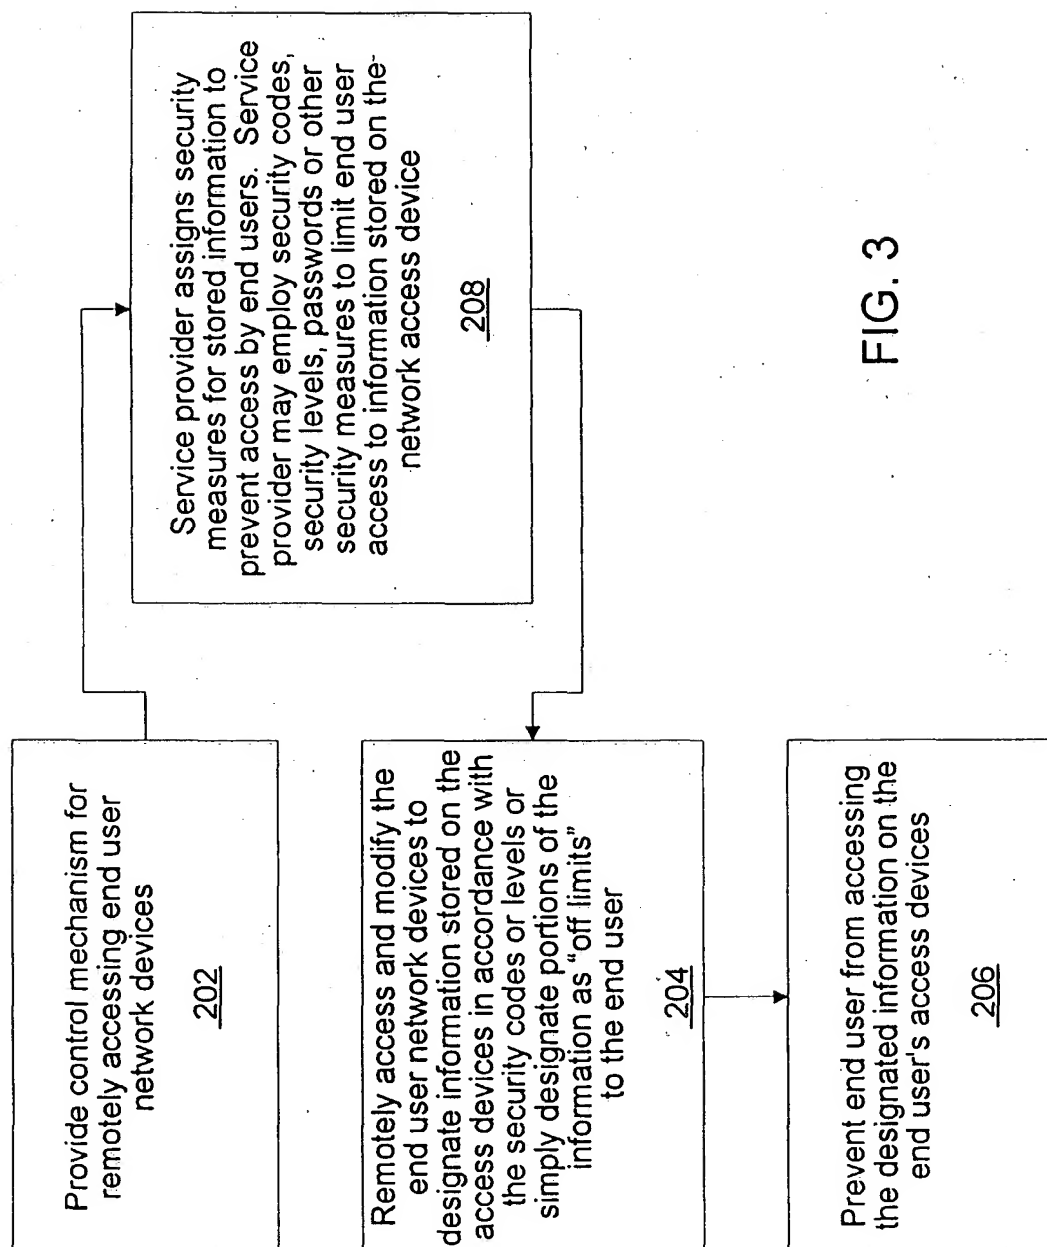 Provide control mechanism for
remotely accessing end user
network devices
202
Service provider assigns security
measures for stored information to
prevent access by end users. Service
provider may employ security codes,
security levels, passwords or other
security measures to limit end user
access to information stored on the
network access device
208
Remotely access and modify the
end user network devices to
designate information stored on the
access devices in accordance with
the security codes or levels or
simply designate portions of the
information as “off limits”
to the end user
204
Prevent end user from accessing
the designated information on the
end user's access devices
206
FIG. 3